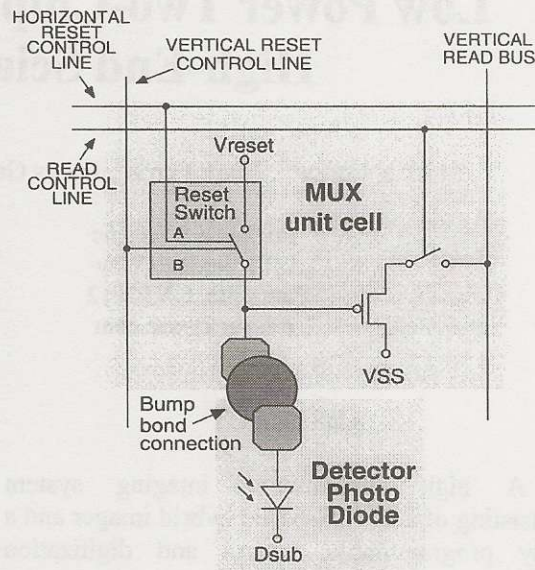 HORIZONTAL
RESET
CONTROL
LINE
VERTICAL RESET
CONTROL LINE
VERTICAL
READ BUS
READ
CONTROL
LINE
Vreset
Reset
Switch
A
B
MUX
unit cell
VSS
Bump
bond
connection
Detector
Photo
Diode
Dsub